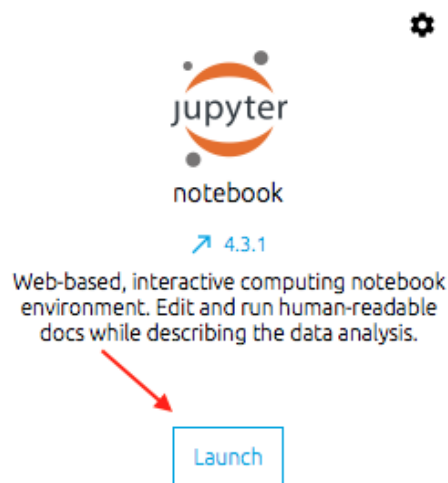 jupyter
notebook
4.3.1
Web-based, interactive computing notebook
environment. Edit and run human-readable
docs while describing the data analysis.
Launch